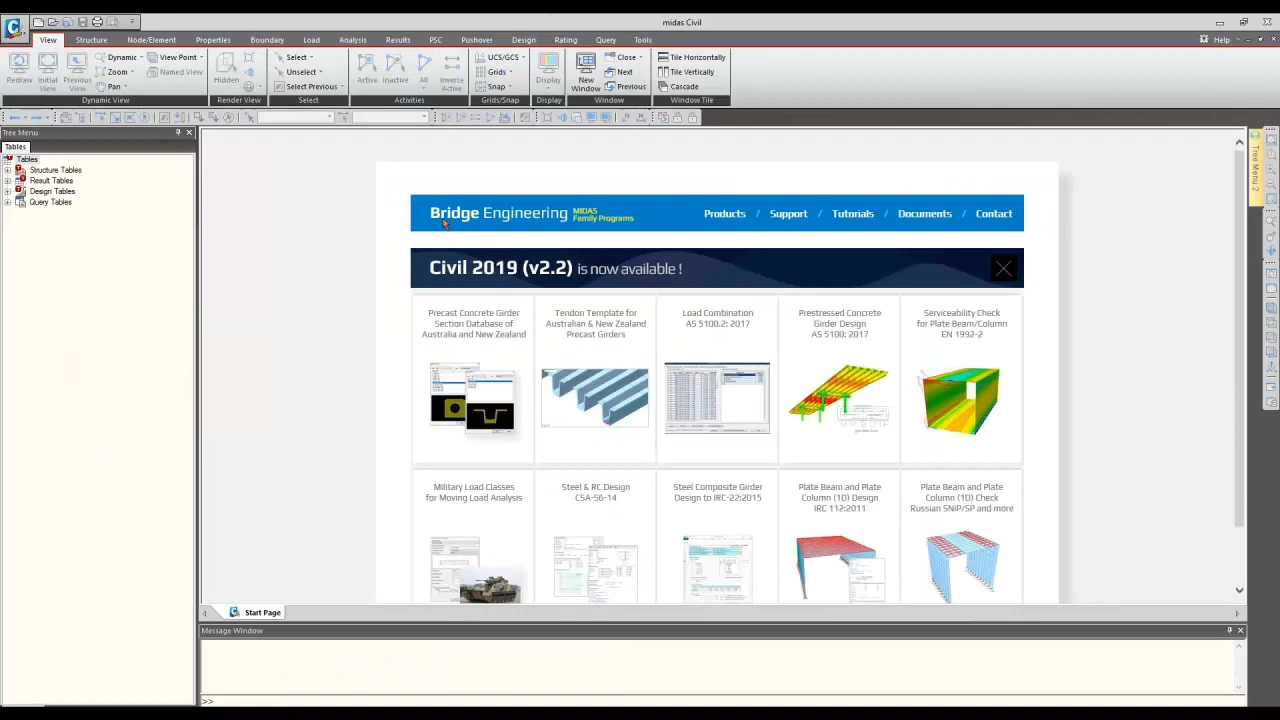 midas Civil
View Structure Node/Element Properties Boundary Load Analysis Results PSC Pushover Design Rating Query Tools Help
Redraw
Initial
View
Previous
View
Dynamic
Zoom
Pan
View Point
Named View
Dynamic View
Hidden
Render View
Select
Unselect
Select Previous
Select
Active
Inactive
All
Inverse
Active
Activities
UCS/GCS
Grids
Snap
Grids/Snap
Display
Display
New
Window
Close
Next
Previous
Window
Tile Horizontally
Tile Vertically
Cascade
Window Tile
Tree Menu
Tables
Tables
Structure Tables
Result Tables
Design Tables
Query Tables
Tree Menu 2
Bridge Engineering MIDAS
Family Programs
Products / Support / Tutorials / Documents / Contact
Civil 2019 (v2.2) is now available !
Precast Concrete Girder
Section Database of
Australia and New Zealand
Tendon Template for
Australian & New Zealand
Precast Girders
Load Combination
AS 5100.2; 2017
Prestressed Concrete
Girder Design
AS 5100; 2017
Serviceability Check
for Plate Beam/Column
EN 1992-2
Military Load Classes
for Moving Load Analysis
Steel & RC Design
CSA-S6-14
Steel Composite Girder
Design to IRC-22:2015
Plate Beam and Plate
Column (1D) Design
IRC 112:2011
Plate Beam and Plate
Column (1D) Check
Russian SNiP/SP and more
Start Page
Message Window
>>